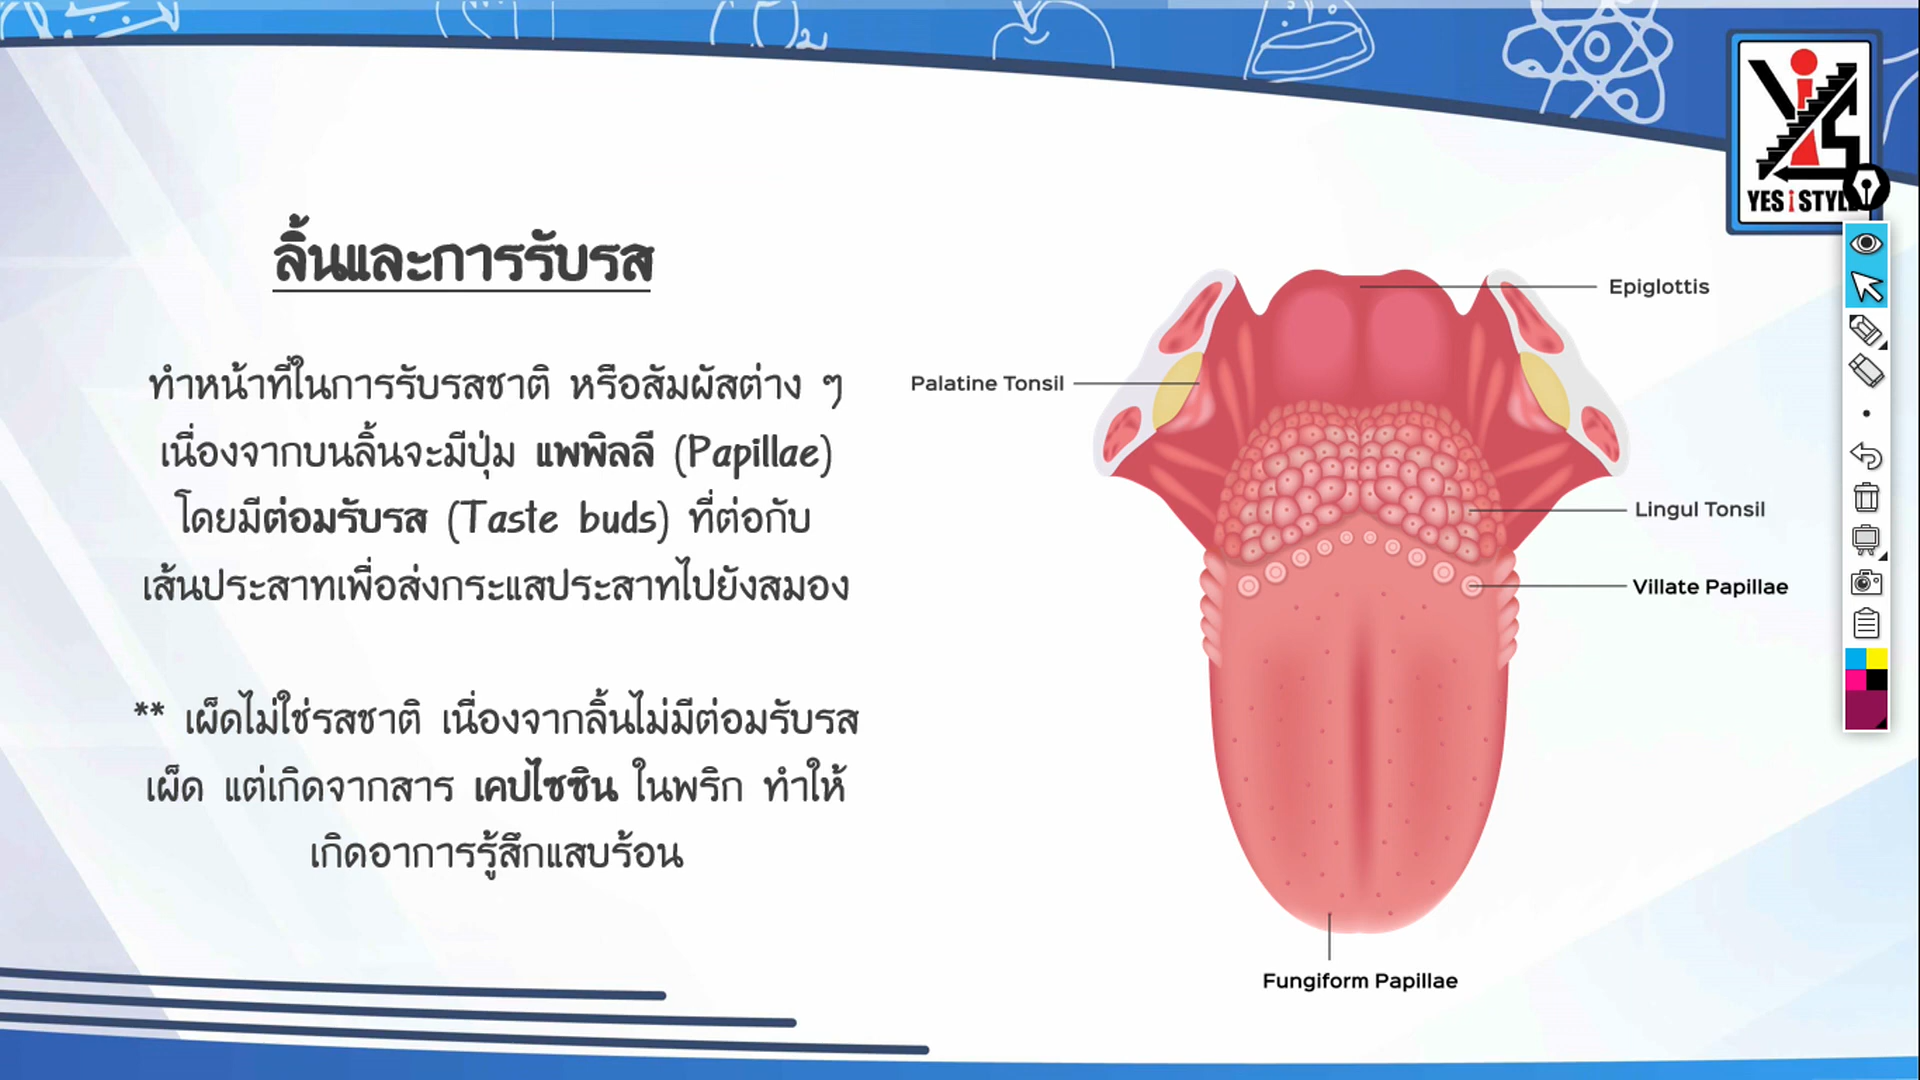 YES i STYLE
ลิ้นและการรับรส
ทำหน้าที่ในการรับรสชาติ หรือสัมผัสต่าง ๆ
เนื่องจากบนลิ้นจะมีปุ่ม แพพิลลี (Papillae)
โดยมีต่อมรับรส (Taste buds) ที่ต่อกับ
เส้นประสาทเพื่อส่งกระแสประสาทไปยังสมอง
** เผ็ดไม่ใช่รสชาติ เนื่องจากลิ้นไม่มีต่อมรับรส
เผ็ด แต่เกิดจากสาร เคปไซซิน ในพริก ทำให้
เกิดอาการรู้สึกแสบร้อน
Epiglottis
Palatine Tonsil
Lingul Tonsil
Villate Papillae
Fungiform Papillae